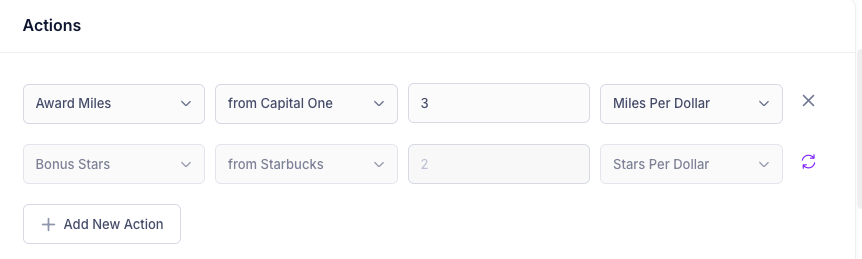 Actions
Award Miles from Capital One 3 Miles Per Dollar
Bonus Stars from Starbucks 2 Stars Per Dollar
Add New Action